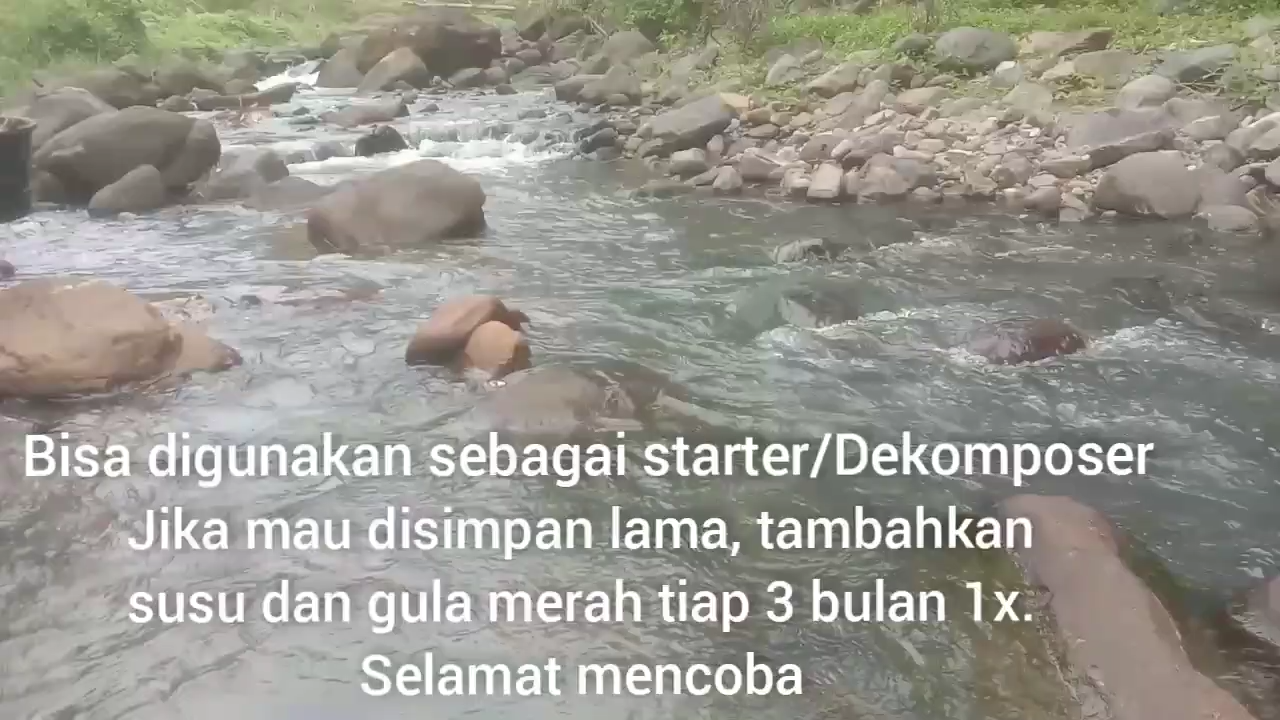 Bisa digunakan sebagai starter/Dekomposer
Jika mau disimpan lama, tambahkan
susu dan gula merah tiap 3 bulan 1x.
Selamat mencoba